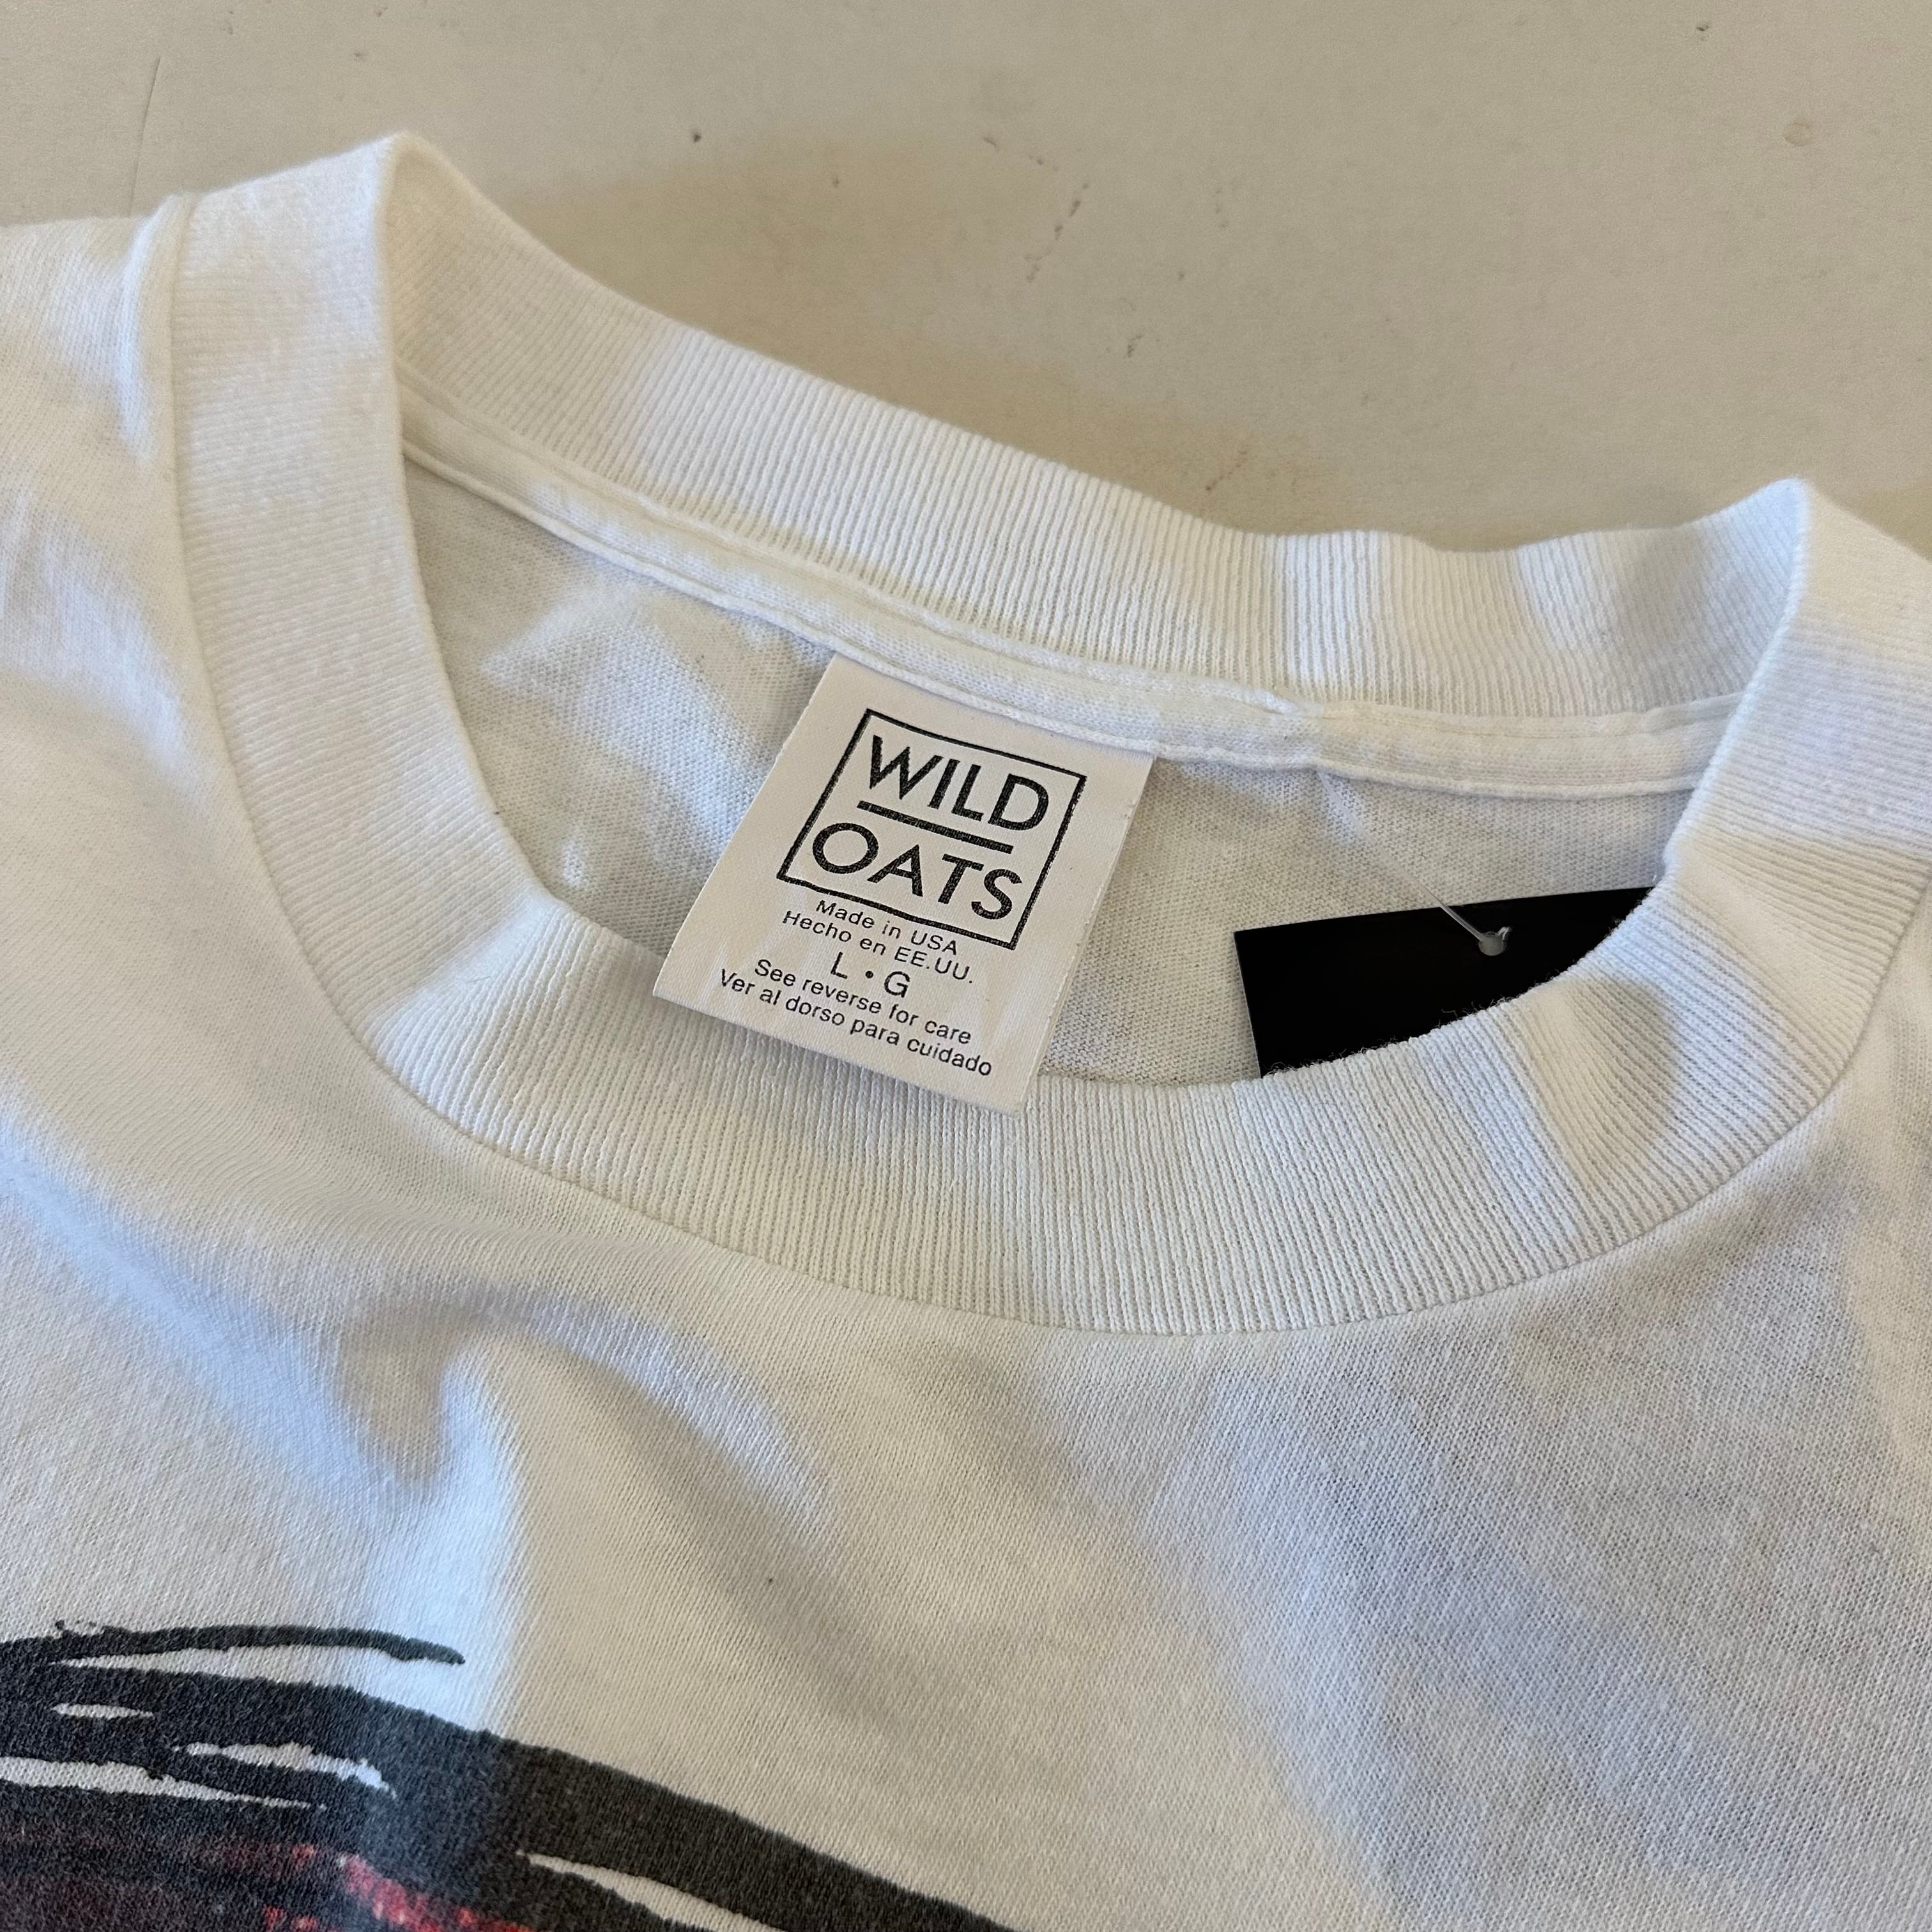 WILD
OATS
Made in USA
Hecho en EE.UU.
L • G
See reverse for care
Ver al dorso para cuidado